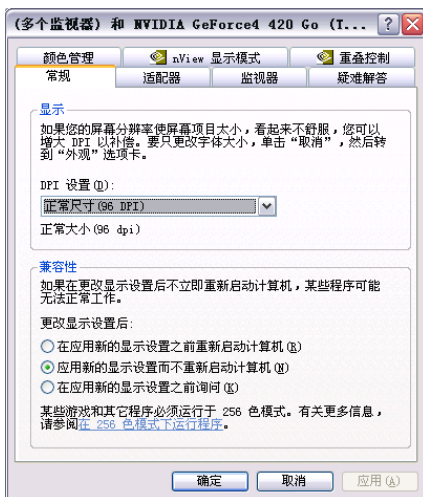 (多个监视器) 和 NVIDIA GeForce4 420 Go (T...
颜色管理 nView 显示模式 重叠控制
常规 适配器 监视器 疑难解答
显示
如果您的屏幕分辨率使屏幕项目太小，看起来不舒服，您可以
增大 DPI 以补偿。要只更改字体大小，单击“取消”，然后转
到“外观”选项卡。
DPI 设置(D):
正常尺寸(96 DPI)
正常大小(96 dpi)
兼容性
如果在更改显示设置后不立即重新启动计算机，某些程序可能
无法正常工作。
更改显示设置后:
在应用新的显示设置之前重新启动计算机(R)
应用新的显示设置而不重新启动计算机(N)
在应用新的显示设置之前询问(K)
某些游戏和其它程序必须运行于 256 色模式。有关更多信息，
请参阅在 256 色模式下运行程序。
确定 取消 应用(A)